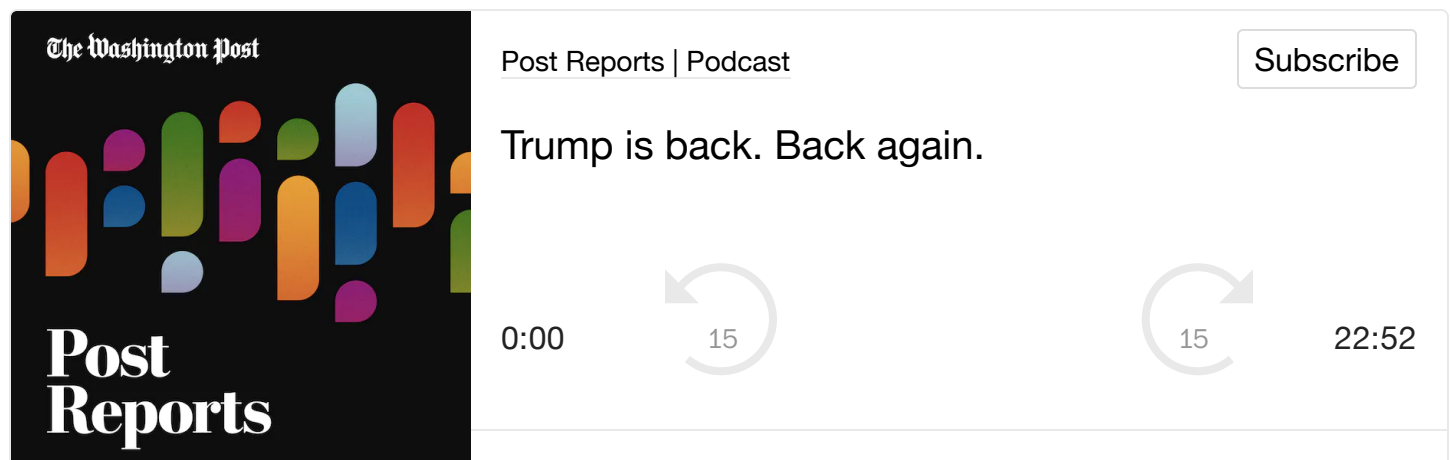 The Washington Post
Post
Reports
Post Reports | Podcast
Subscribe
Trump is back. Back again.
0:00
15
15
22:52